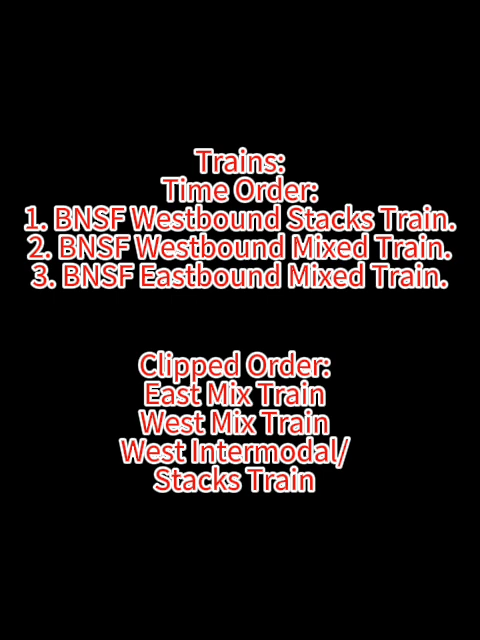 Trains:
Time Order:
1. BNSF Westbound Stacks Train.
2. BNSF Westbound Mixed Train.
3. BNSF Eastbound Mixed Train.
Clipped Order:
East Mix Train
West Mix Train
West Intermodal/
Stacks Train